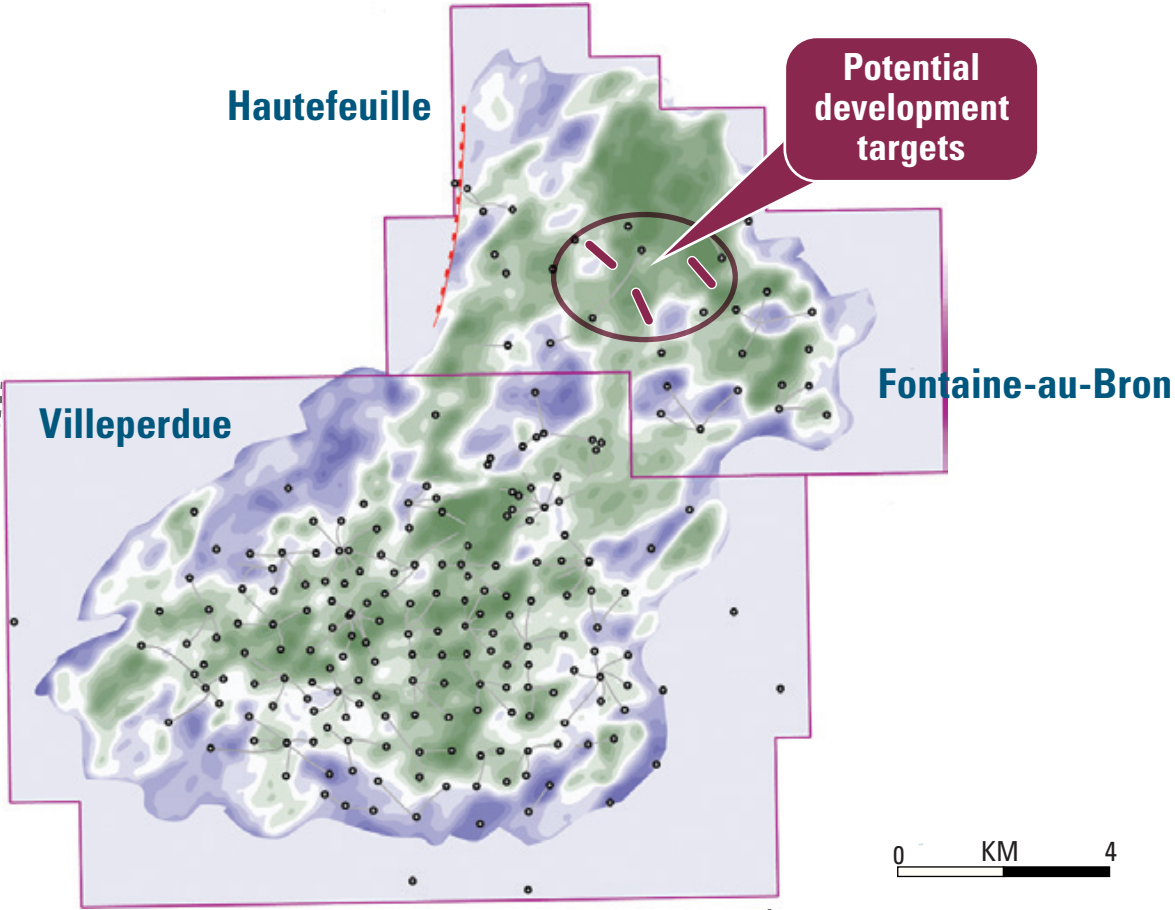 Hautefeuille
Potential
development
targets
Villeperdue
Fontaine-au-Bron
0 KM 4